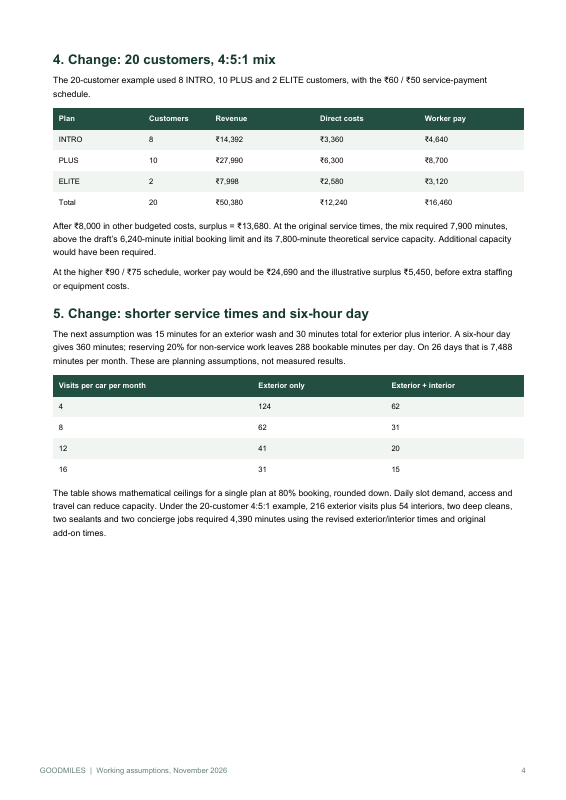 4. Change: 20 customers, 4:5:1 mix
The 20-customer example used 8 INTRO, 10 PLUS and 2 ELITE customers, with the ₹60 / ₹50 service-payment
schedule.
Plan Customers Revenue Direct costs Worker pay
INTRO 8 ₹14,392 ₹3,360 ₹4,640
PLUS 10 ₹27,990 ₹6,300 ₹8,700
ELITE 2 ₹7,998 ₹2,580 ₹3,120
Total 20 ₹50,380 ₹12,240 ₹16,460
After ₹8,000 in other budgeted costs, surplus = ₹13,680. At the original service times, the mix required 7,900 minutes,
above the draft's 6,240-minute initial booking limit and its 7,800-minute theoretical service capacity. Additional capacity
would have been required.
At the higher ₹90 / ₹75 schedule, worker pay would be ₹24,690 and the illustrative surplus ₹5,450, before extra staffing
or equipment costs.
5. Change: shorter service times and six-hour day
The next assumption was 15 minutes for an exterior wash and 30 minutes total for exterior plus interior. A six-hour day
gives 360 minutes; reserving 20% for non-service work leaves 288 bookable minutes per day. On 26 days that is 7,488
minutes per month. These are planning assumptions, not measured results.
Visits per car per month Exterior only Exterior + interior
4 124 62
8 62 31
12 41 20
16 31 15
The table shows mathematical ceilings for a single plan at 80% booking, rounded down. Daily slot demand, access and
travel can reduce capacity. Under the 20-customer 4:5:1 example, 216 exterior visits plus 54 interiors, two deep cleans,
two sealants and two concierge jobs required 4,390 minutes using the revised exterior/interior times and original
add-on times.
GOODMILES | Working assumptions, November 2026 4